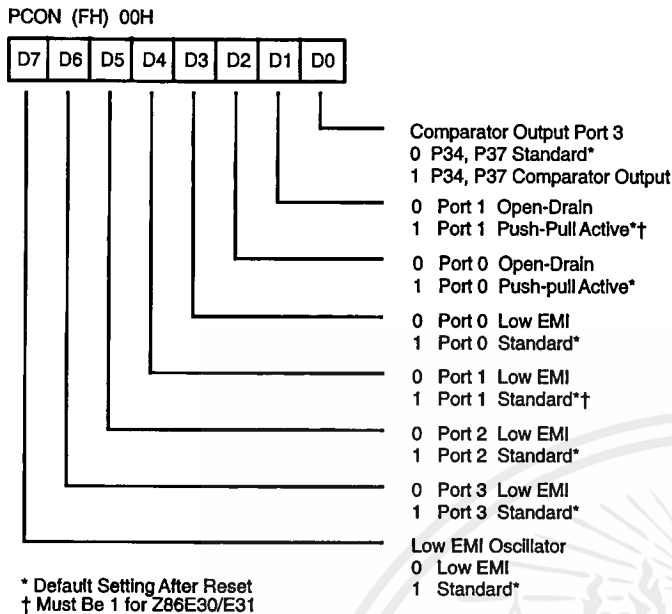 PCON (FH) 00H
D7 D6 D5 D4 D3 D2 D1 D0
Comparator Output Port 3
0 P34, P37 Standard*
1 P34, P37 Comparator Output
0 Port 1 Open-Drain
1 Port 1 Push-Pull Active*†
0 Port 0 Open-Drain
1 Port 0 Push-pull Active*
0 Port 0 Low EMI
1 Port 0 Standard*
0 Port 1 Low EMI
1 Port 1 Standard*†
0 Port 2 Low EMI
1 Port 2 Standard*
0 Port 3 Low EMI
1 Port 3 Standard*
Low EMI Oscillator
0 Low EMI
1 Standard*
* Default Setting After Reset
† Must Be 1 for Z86E30/E31